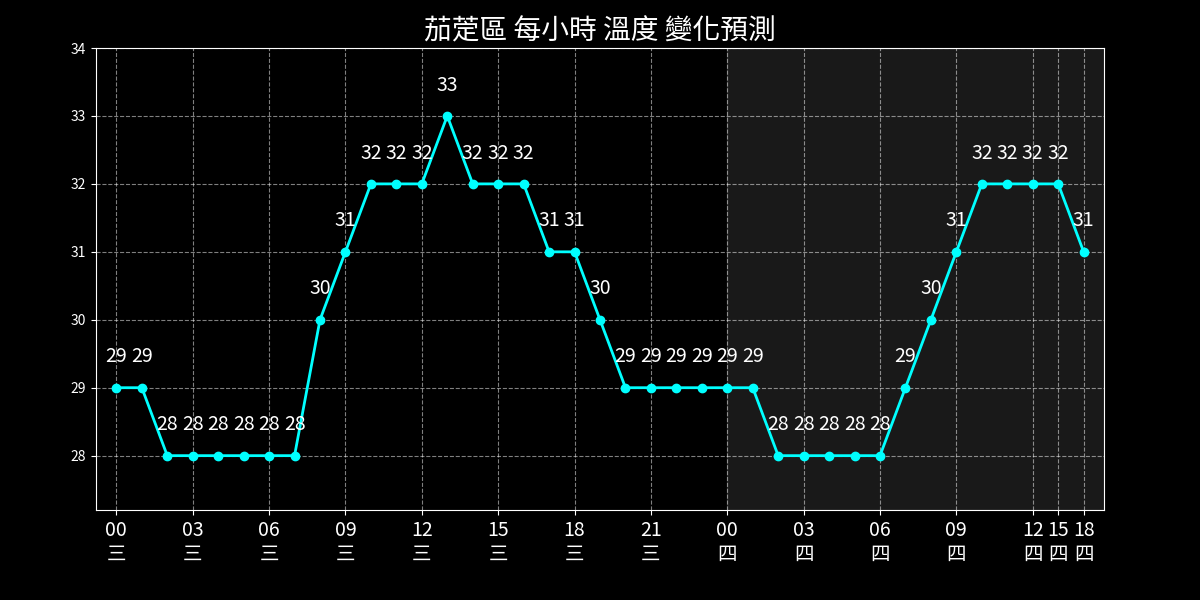 茄萣區 每小時 溫度 變化預測
34
33
33
32 32 32 32 32 32 32 32 32 32
32
31 31 31 31 31
31
30 30 30
30
29 29 29 29 29 29 29 29 29
29
28 28 28 28 28 28 28 28 28 28 28
28
00 03 06 09 12 15 18 21 00 03 06 09 12 15 18
三 三 三 三 三 三 三 三 四 四 四 四 四 四 四